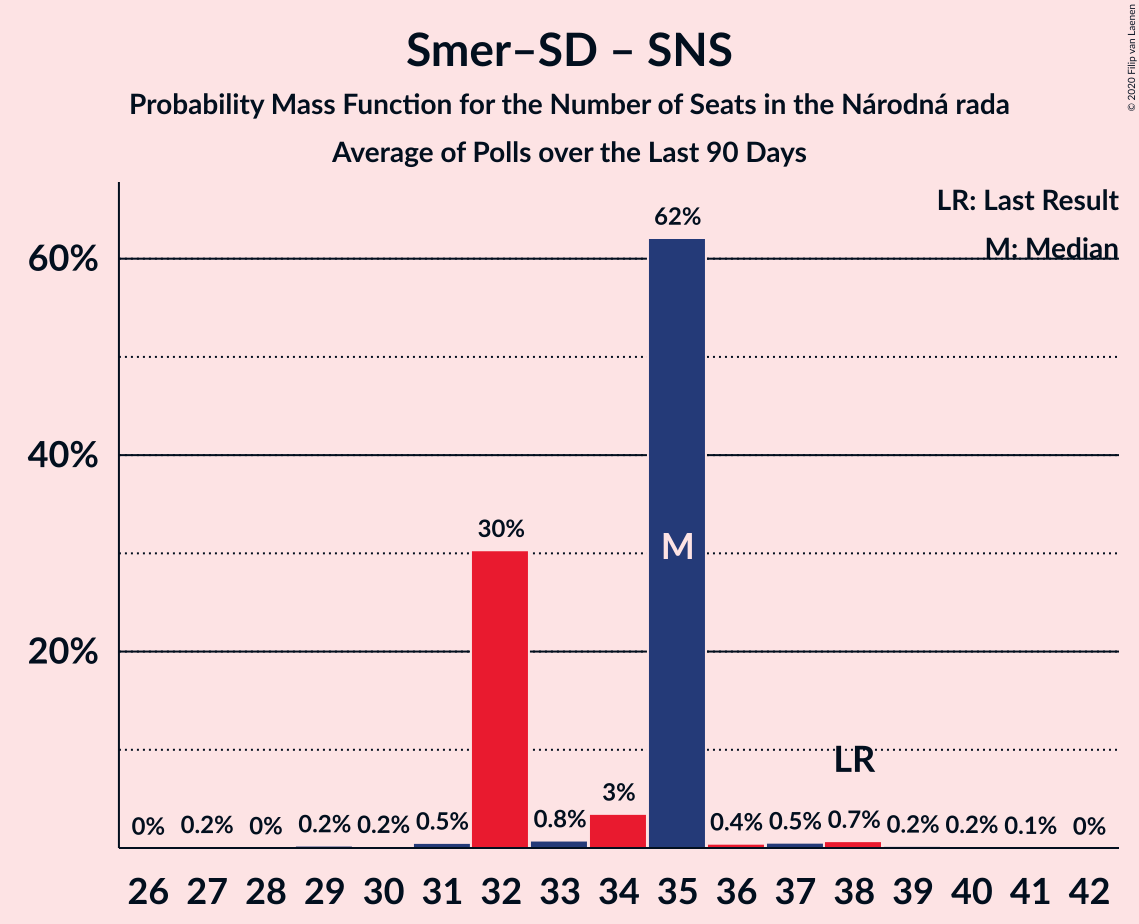 Smer–SD – SNS
Probability Mass Function for the Number of Seats in the Národná rada
Average of Polls over the Last 90 Days
© 2020 Filip van Laenen
LR: Last Result
M: Median
60%
40%
20%
0% 0.2% 0% 0.2% 0.2% 0.5% 30% 0.8% 3% 62% 0.4% 0.5% 0.7% 0.2% 0.2% 0.1% 0%
M
LR
26 27 28 29 30 31 32 33 34 35 36 37 38 39 40 41 42